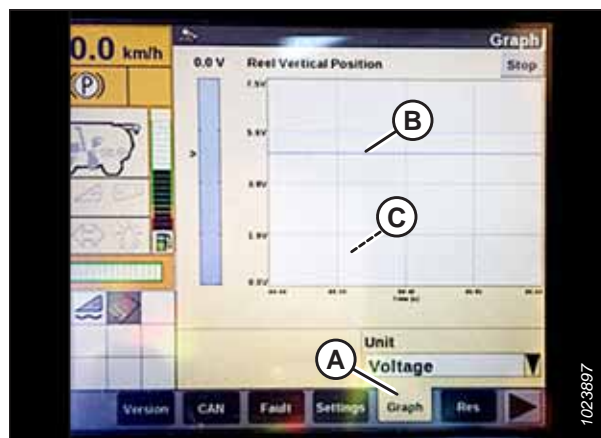 0.0 km/h
Graph
0.0 V
Reel Vertical Position
Stop
(P)
B
C
Unit
Voltage
A
Version
CAN
Fault
Settings
Graph
Res
1023897